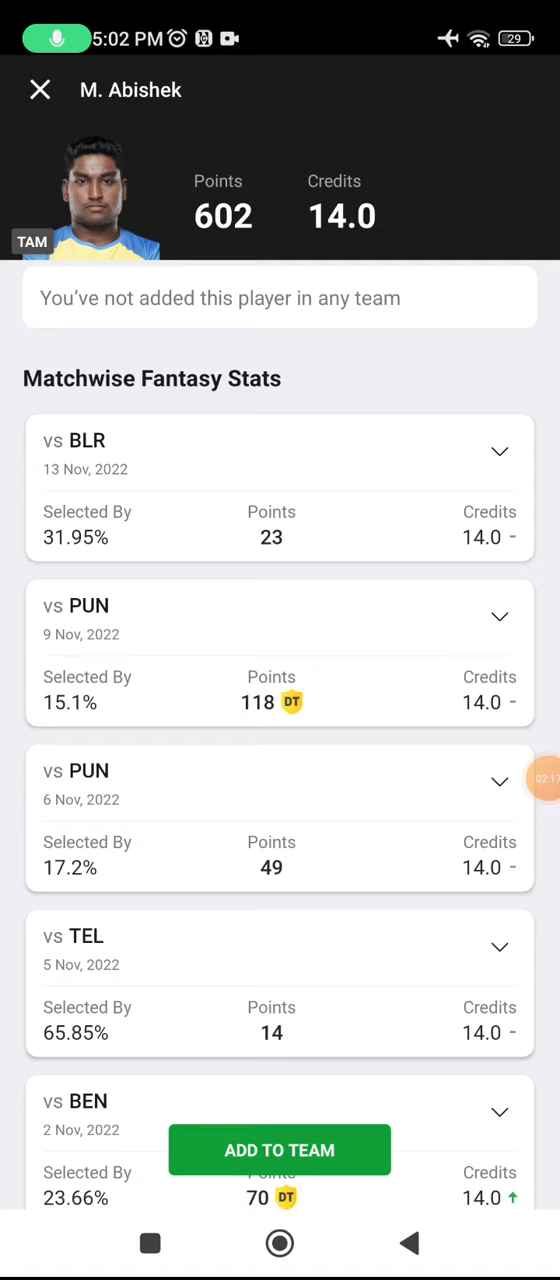 5:02 PM 29
M. Abishek
Points Credits
602 14.0
TAM
You’ve not added this player in any team
Matchwise Fantasy Stats
vs BLR
13 Nov, 2022
Selected By Points Credits
31.95% 23 14.0 -
vs PUN
9 Nov, 2022
Selected By Points Credits
15.1% 118 DT 14.0 -
vs PUN
6 Nov, 2022
02:17
Selected By Points Credits
17.2% 49 14.0 -
vs TEL
5 Nov, 2022
Selected By Points Credits
65.85% 14 14.0 -
vs BEN
2 Nov, 2022
ADD TO TEAM
Selected By Points Credits
23.66% 70 DT 14.0